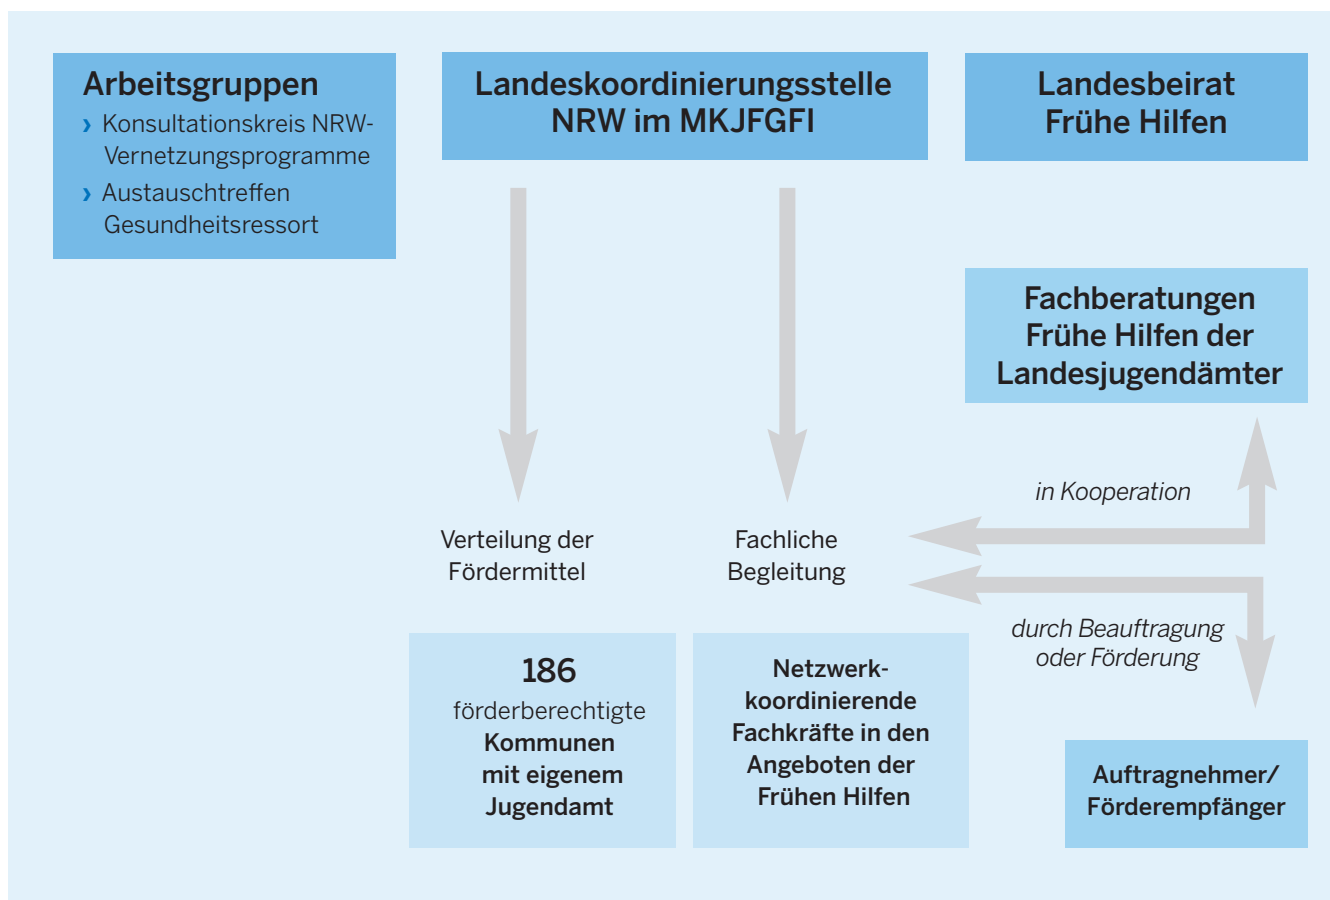 Arbeitsgruppen
› Konsultationskreis NRW-
Vernetzungsprogramme
› Austauschtreffen
Gesundheitsressort
Landeskoordinierungsstelle
NRW im MKJFGFI
Landesbeirat
Frühe Hilfen
Fachberatungen
Frühe Hilfen der
Landesjugendämter
in Kooperation
Verteilung der
Fördermittel
Fachliche
Begleitung
durch Beauftragung
oder Förderung
186
förderberechtigte
Kommunen
mit eigenem
Jugendamt
Netzwerk-
koordinierende
Fachkräfte in den
Angeboten der
Frühen Hilfen
Auftragnehmer/
Förderempfänger